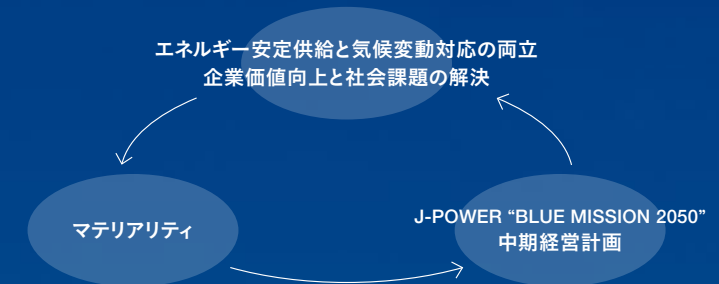 エネルギー安定供給と気候変動対応の両立
企業価値向上と社会課題の解決
マテリアリティ
J-POWER “BLUE MISSION 2050”
中期経営計画